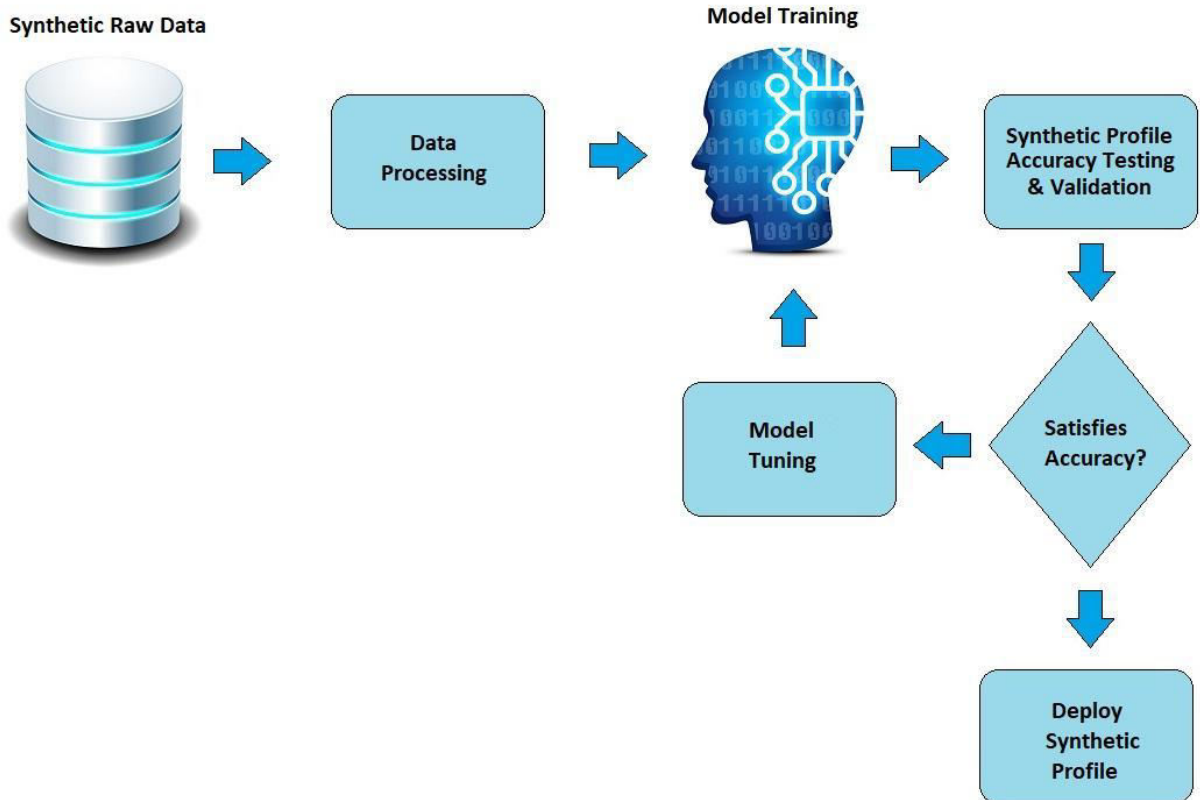 Synthetic Raw Data
Data
Processing
Model Training
Synthetic Profile
Accuracy Testing
& Validation
Satisfies
Accuracy?
Model
Tuning
Deploy
Synthetic
Profile